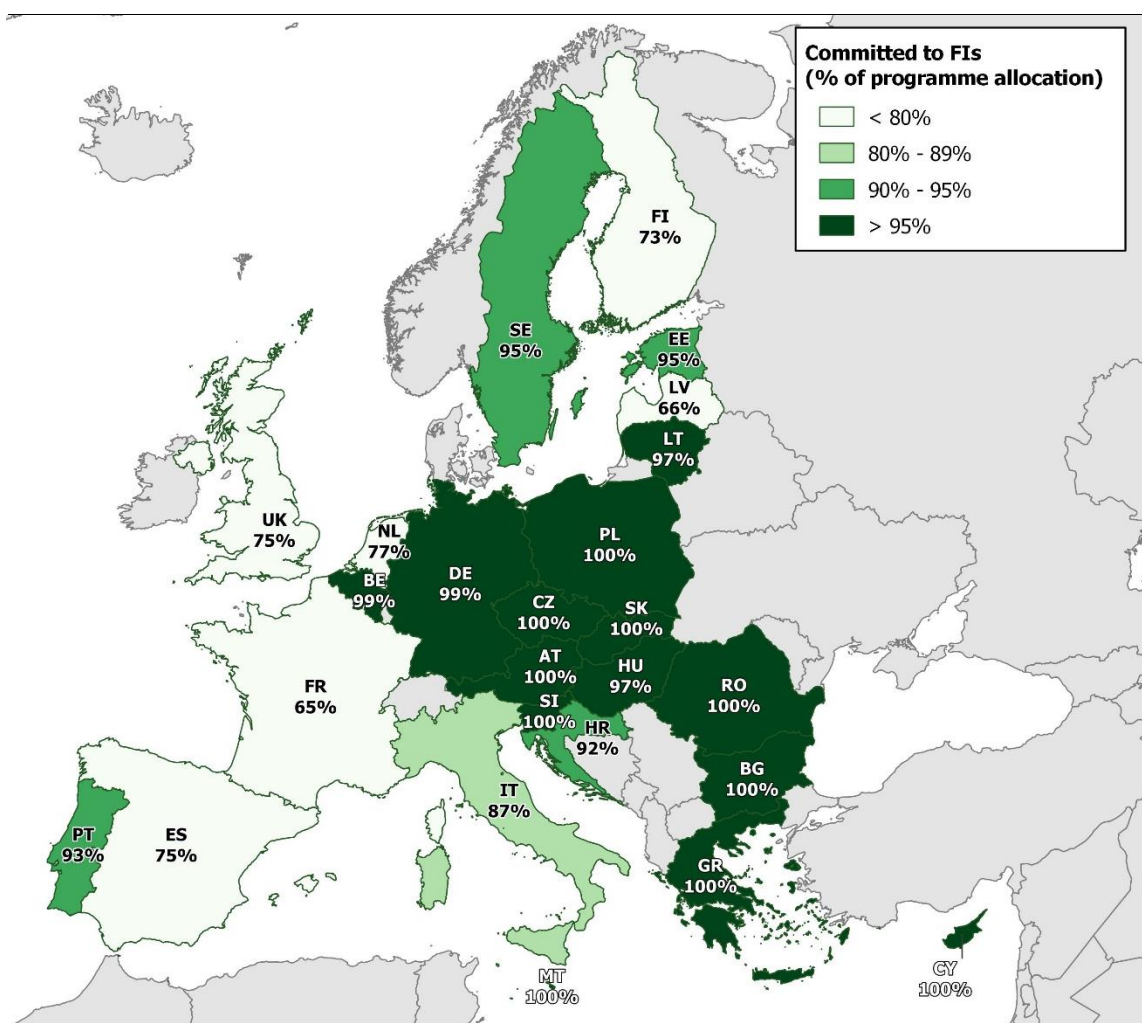 Committed to FIs
(% of programme allocation)
< 80%
80% - 89%
90% - 95%
> 95%
FI
73%
SE
95%
EE
95%
LV
66%
LT
97%
UK
75%
NL
77%
BE
99%
DE
99%
PL
100%
CZ
100%
SK
100%
AT
100%
HU
97%
SI
100%
HR
92%
RO
100%
FR
65%
BG
100%
IT
87%
PT
93%
ES
75%
GR
100%
MT
100%
CY
100%